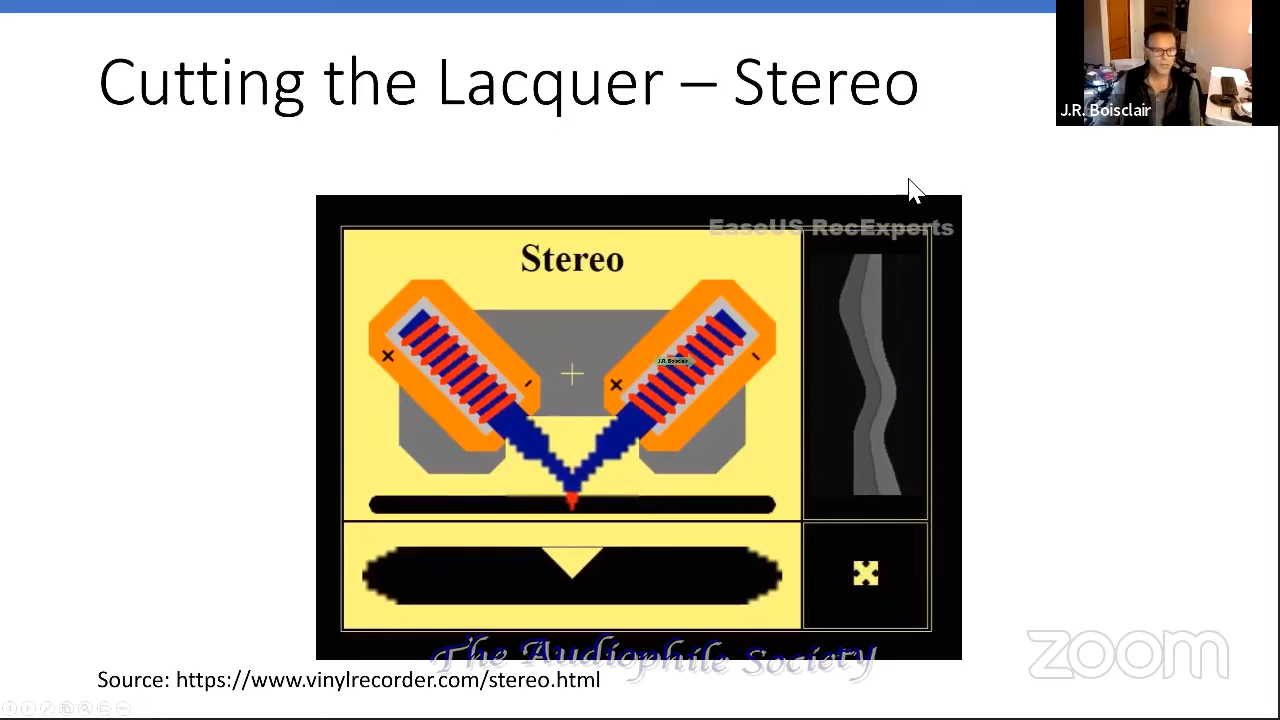 Cutting the Lacquer – Stereo
J.R. Boisclair
EaseUS RecExperts
Stereo
J.R. Boisclair
The Audiophile Society
zoom
Source: https://www.vinylrecorder.com/stereo.html